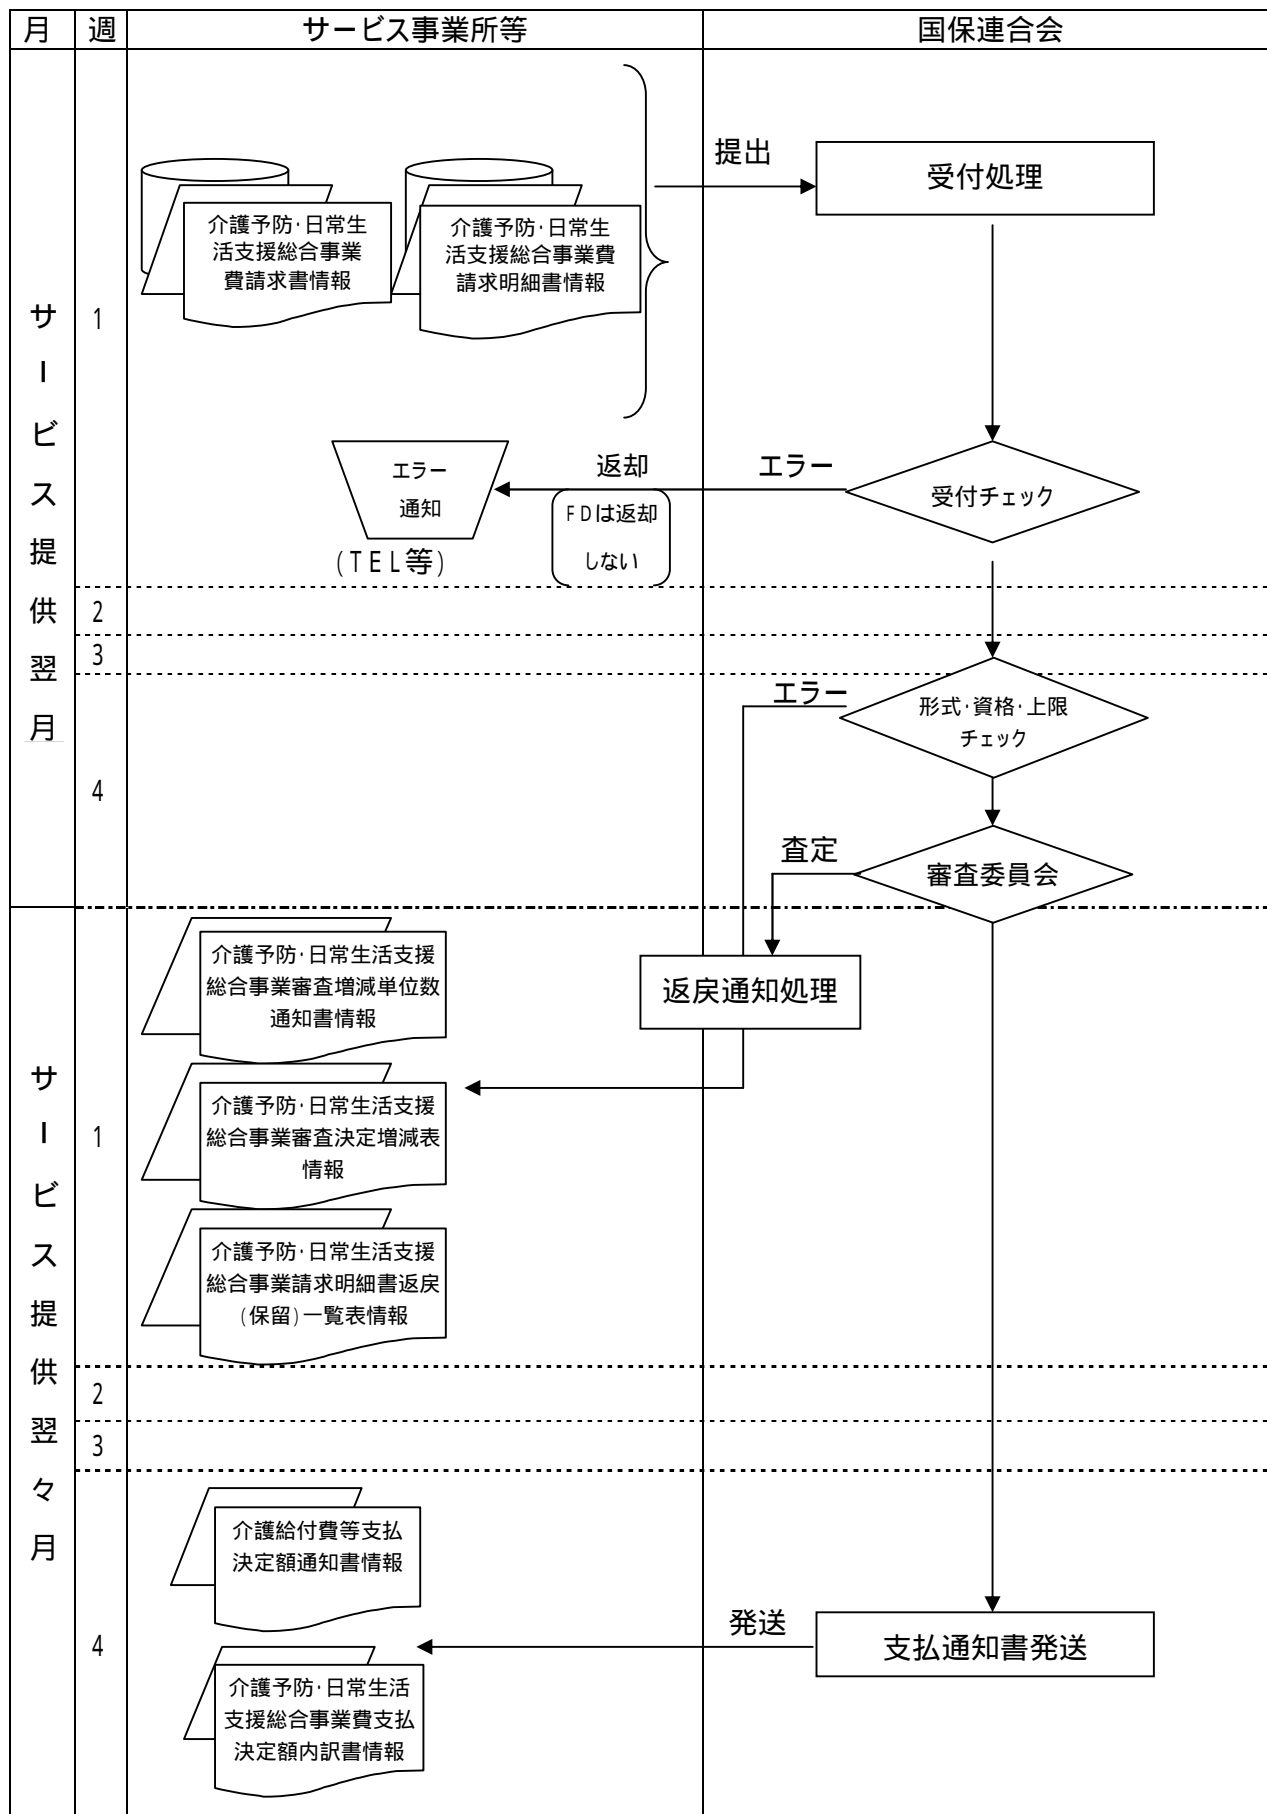 月 週 サービス事業所等 国保連合会
サービス提供翌月
1
介護予防・日常生
活支援総合事業
費請求書情報
介護予防・日常生
活支援総合事業費
請求明細書情報
提出
受付処理
エラー
通知
(TEL等)
返却
FDは返却
しない
エラー
受付チェック
2
3
4
エラー
形式・資格・上限
チェック
査定
審査委員会
サービス提供翌々月
1
介護予防・日常生活支援
総合事業審査増減単位数
通知書情報
返戻通知処理
介護予防・日常生活支援
総合事業審査決定増減表
情報
介護予防・日常生活支援
総合事業請求明細書返戻
(保留)一覧表情報
2
3
4
介護給付費等支払
決定額通知書情報
発送
支払通知書発送
介護予防・日常生活
支援総合事業費支払
決定額内訳書情報